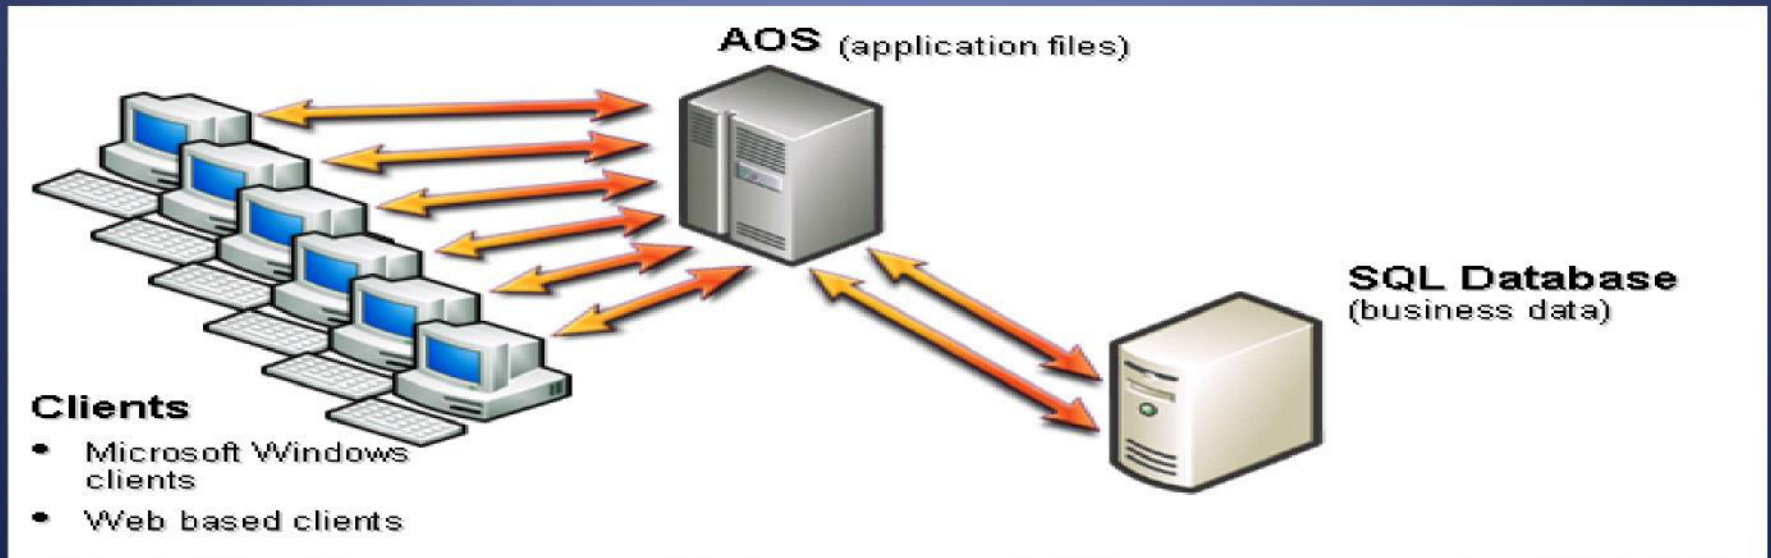 AOS (application files)
SQL Database
(business data)
Clients
• Microsoft Windows
clients
• Web based clients